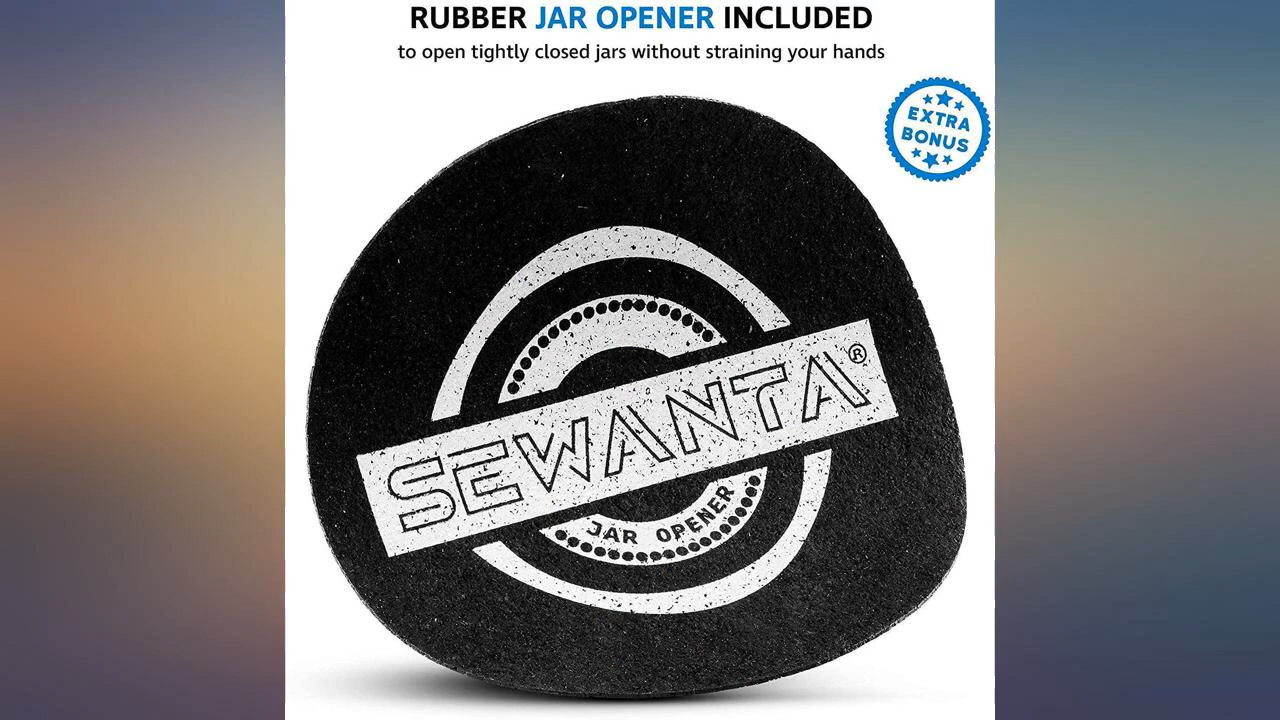 RUBBER JAR OPENER INCLUDED
to open tightly closed jars without straining your hands
EXTRA
BONUS
SEWANTA®
JAR OPENER